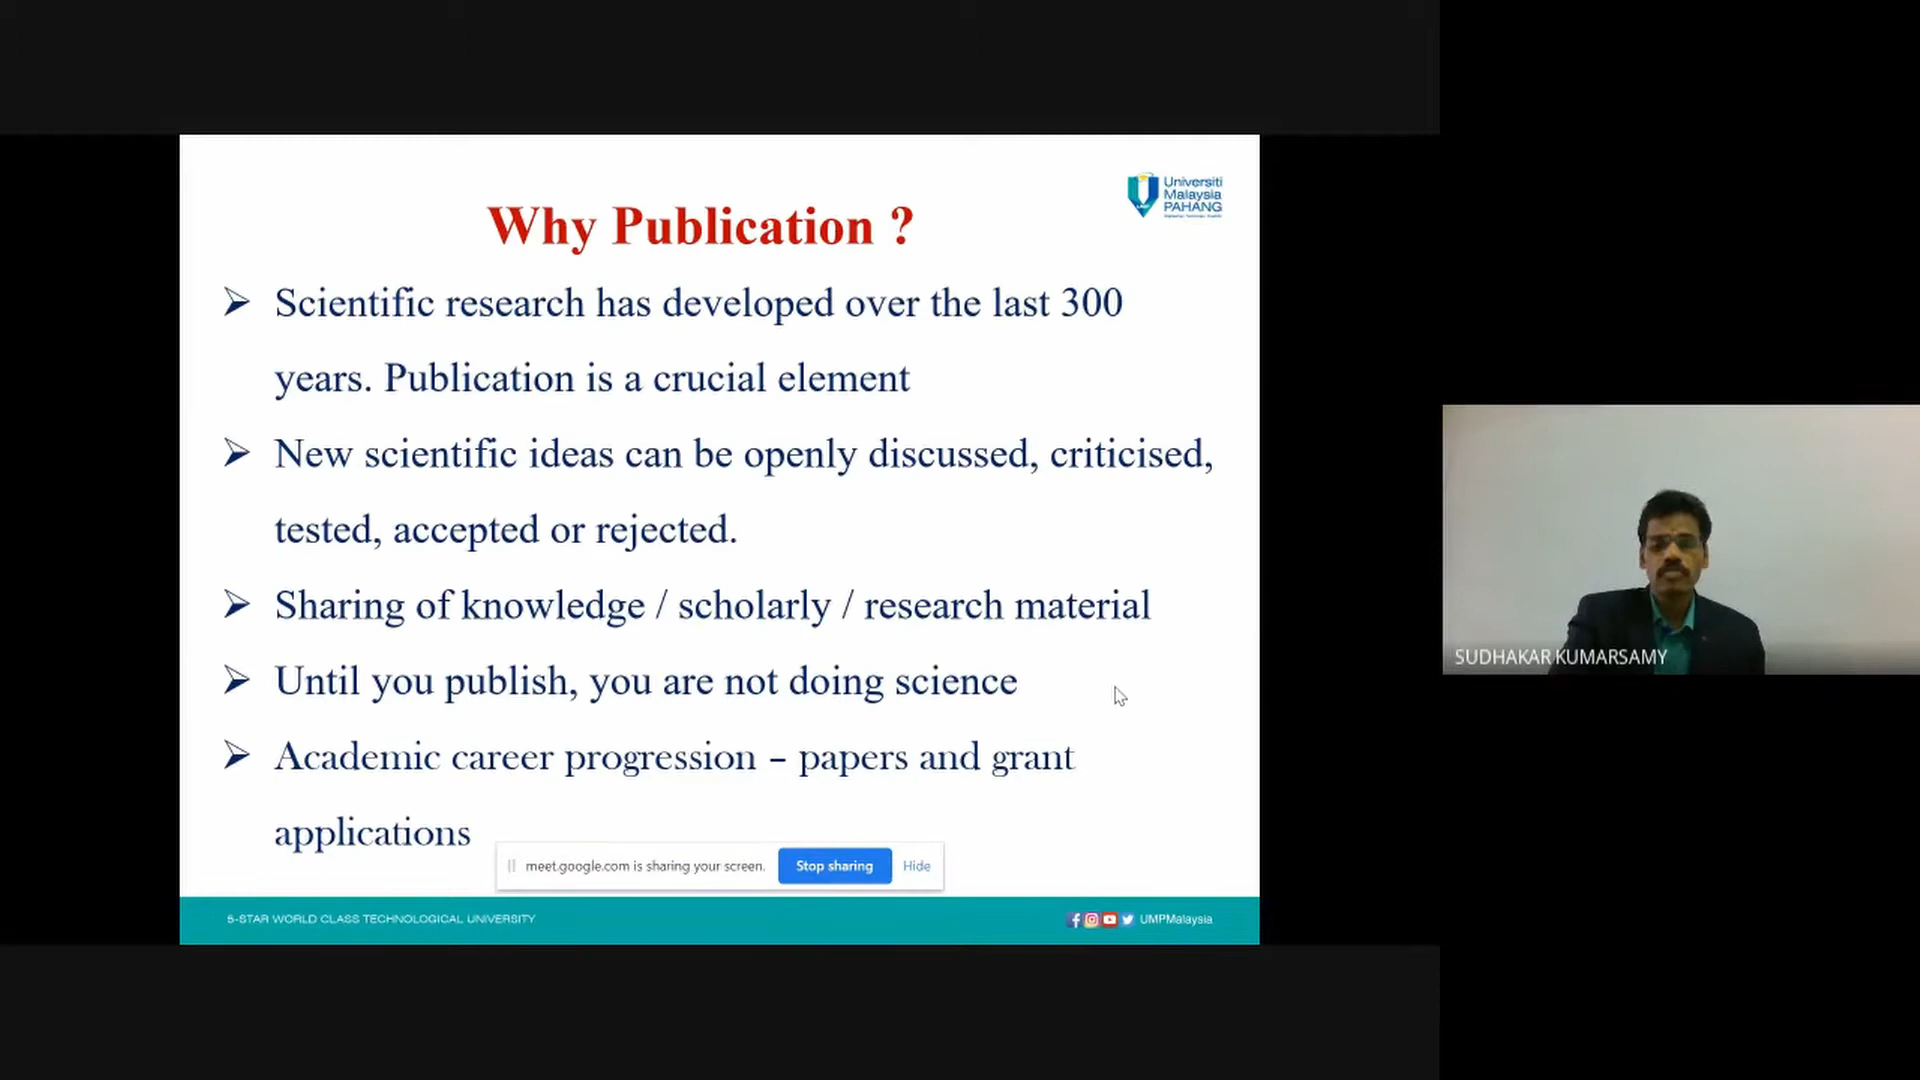 Universiti
Malaysia
PAHANG
Why Publication ?
➢ Scientific research has developed over the last 300
years. Publication is a crucial element
➢ New scientific ideas can be openly discussed, criticised,
tested, accepted or rejected.
➢ Sharing of knowledge / scholarly / research material
➢ Until you publish, you are not doing science
➢ Academic career progression – papers and grant
applications
meet.google.com is sharing your screen. Stop sharing Hide
5-STAR WORLD CLASS TECHNOLOGICAL UNIVERSITY
UMPMalaysia
SUDHAKAR KUMARSAMY